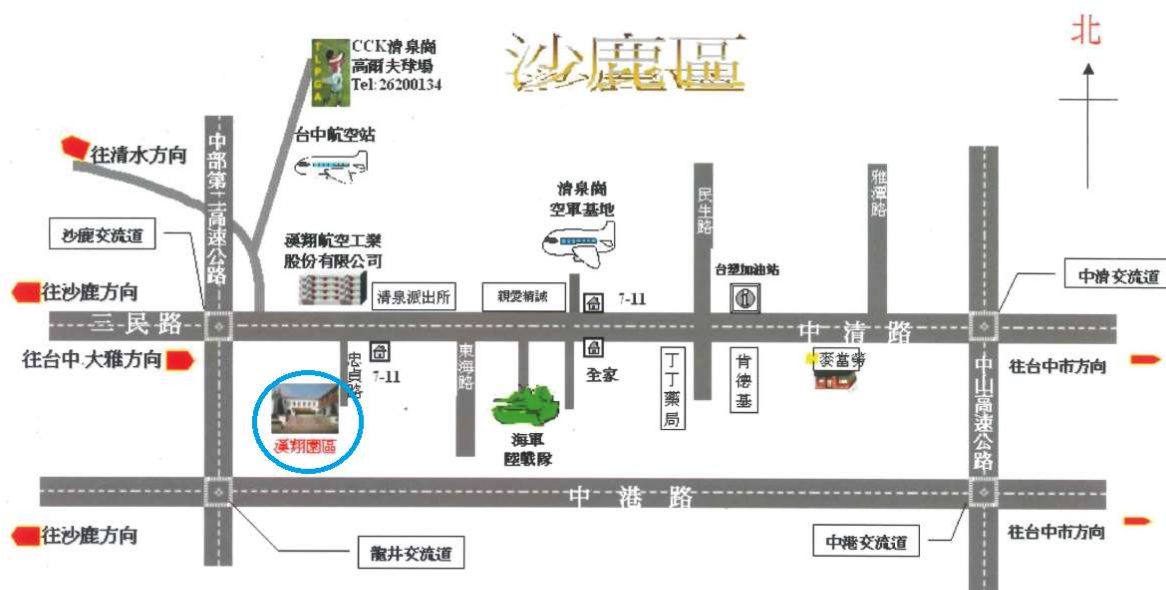 沙鹿區
北
TLPGA
CCK清泉崗
高爾夫球場
Tel: 26200134
台中航空站
往清水方向
中部第二高速公路
沙鹿交流道
漢翔航空工業
股份有限公司
清泉崗
空軍基地
民生路
雅潭路
台塑加油站
中清交流道
往沙鹿方向
清泉派出所
親愛精誠
7-11
三民路
中清路
往台中.大雅方向
忠貞路
7-11
東海路
全家
丁丁藥局
肯德基
麥當勞
中山高速公路
往台中市方向
漢翔園區
海軍
陸戰隊
中港路
往沙鹿方向
龍井交流道
中港交流道
往台中市方向